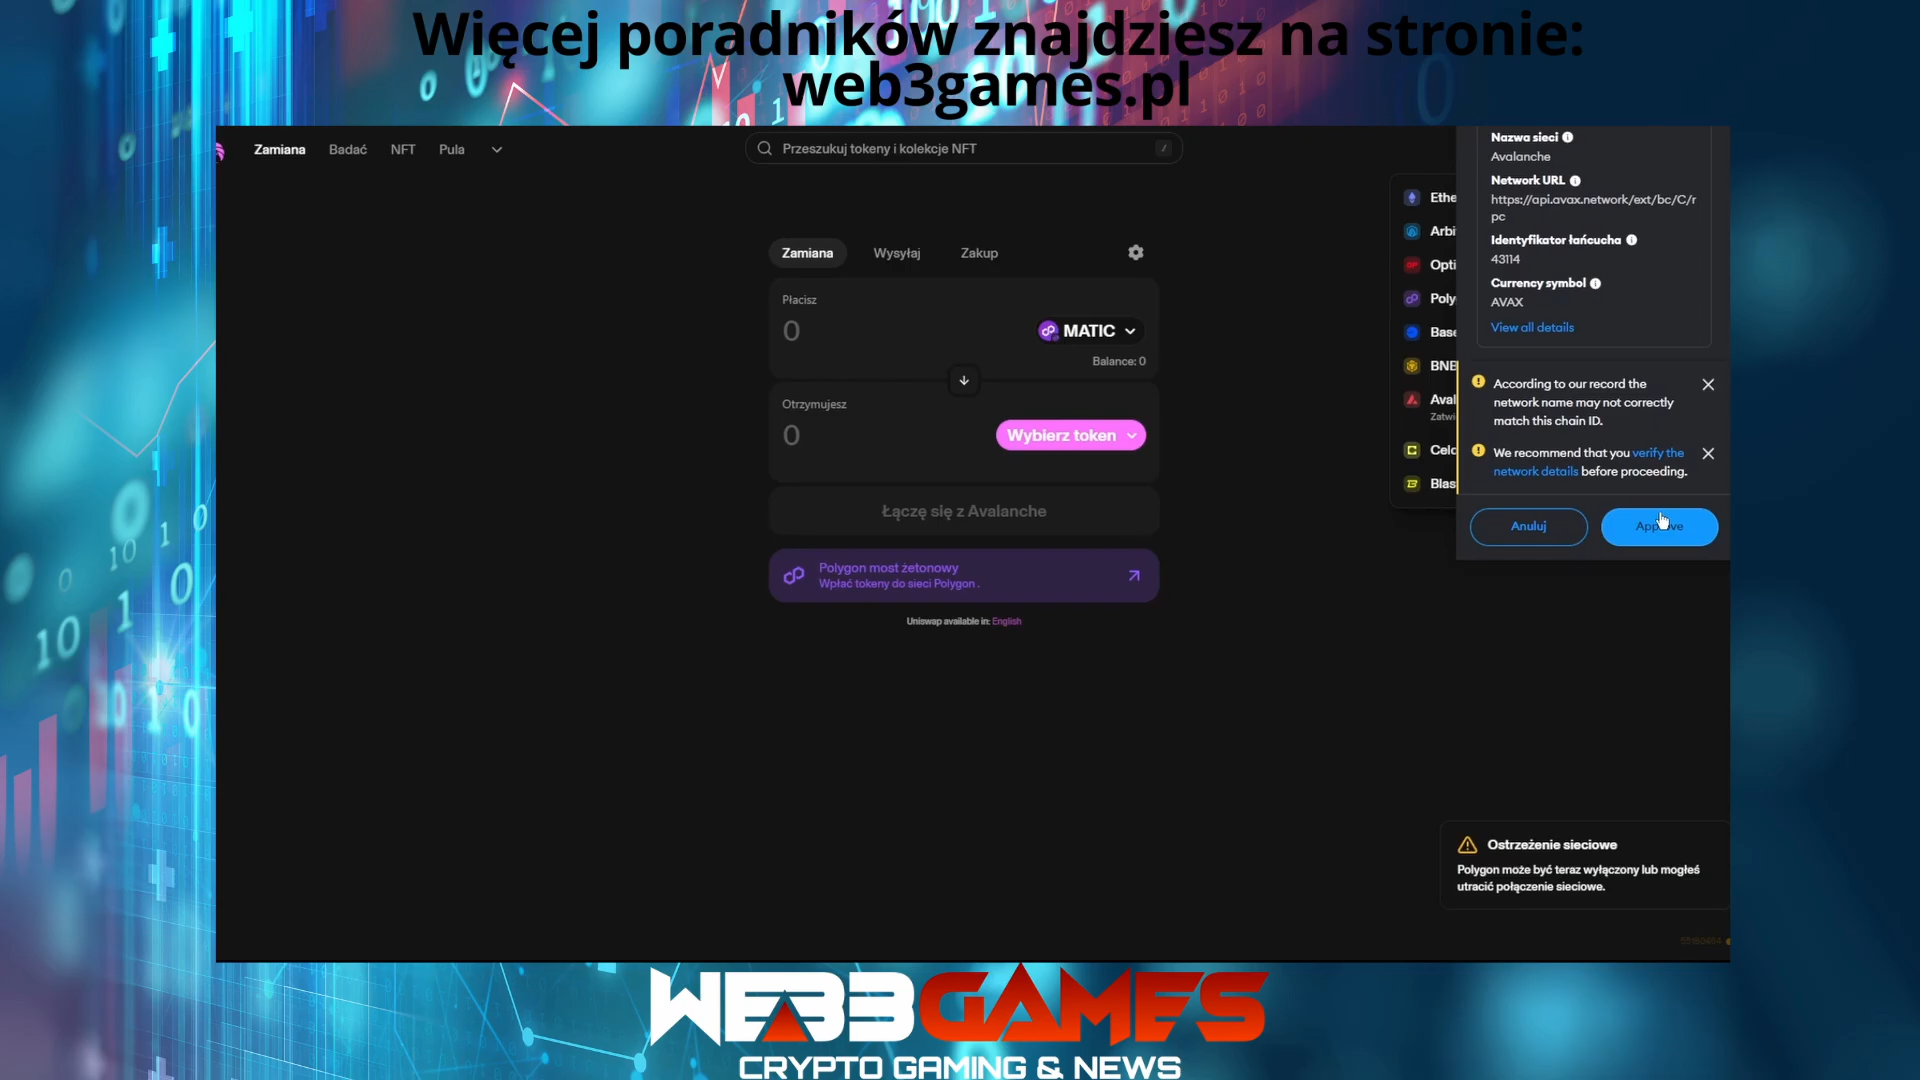 Więcej poradników znajdziesz na stronie:
web3games.pl
Zamiana Badać NFT Pula
Przeszukuj tokeny i kolekcje NFT /
Zamiana Wysyłaj Zakup
Płacisz
0 MATIC
Balance: 0
Otrzymujesz
0 Wybierz token
Łączę się z Avalanche
Polygon most żetonowy
Wpłać tokeny do sieci Polygon .
Uniswap available in: English
Ethe
Arbi
Opti
Poly
Base
BNB
Aval
Zatwi
Celo
Blas
Nazwa sieci
Avalanche
Network URL
https://api.avax.network/ext/bc/C/r
pc
Identyfikator łańcucha
43114
Currency symbol
AVAX
View all details
According to our record the
network name may not correctly
match this chain ID.
We recommend that you verify the
network details before proceeding.
Anuluj Approve
Ostrzeżenie sieciowe
Polygon może być teraz wyłączony lub mogłeś
utracić połączenie sieciowe.
WEB3GAMES
CRYPTO GAMING & NEWS